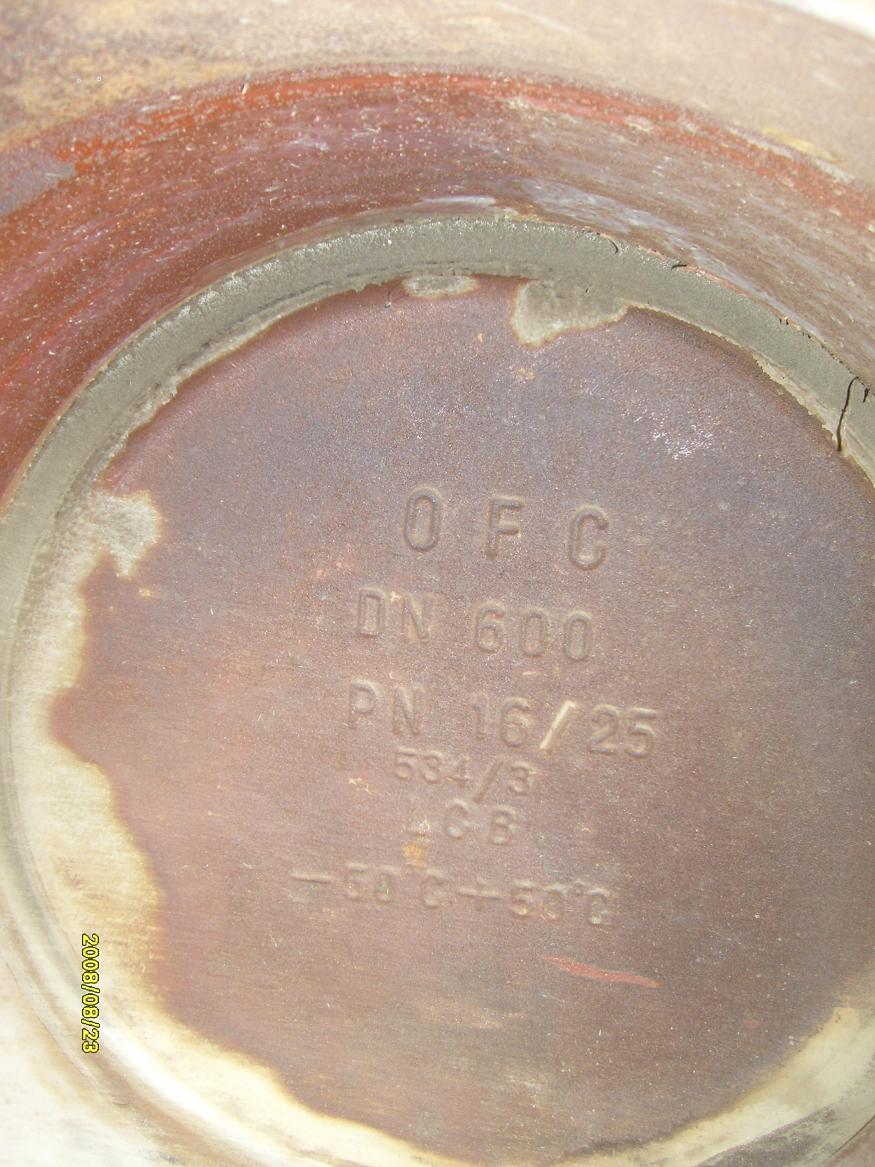 OFC
DN 600
PN 16/25
534/3
LCB
-50°C+50°C
2008/08/23